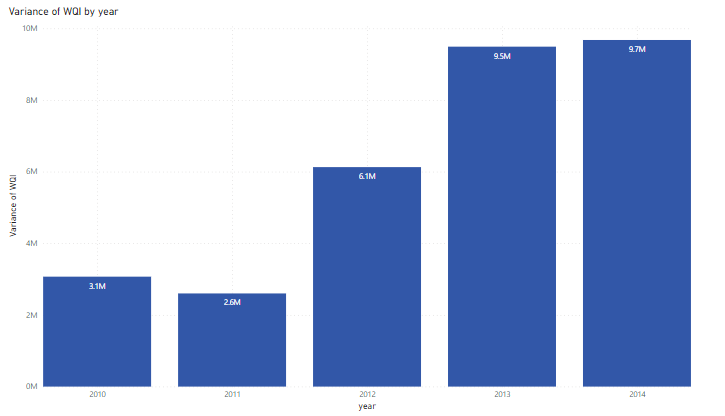 Variance of WQI by year
10M
8M
6M
4M
2M
0M
Variance of WQI
3.1M
2.6M
6.1M
9.5M
9.7M
2010 2011 2012 2013 2014
year